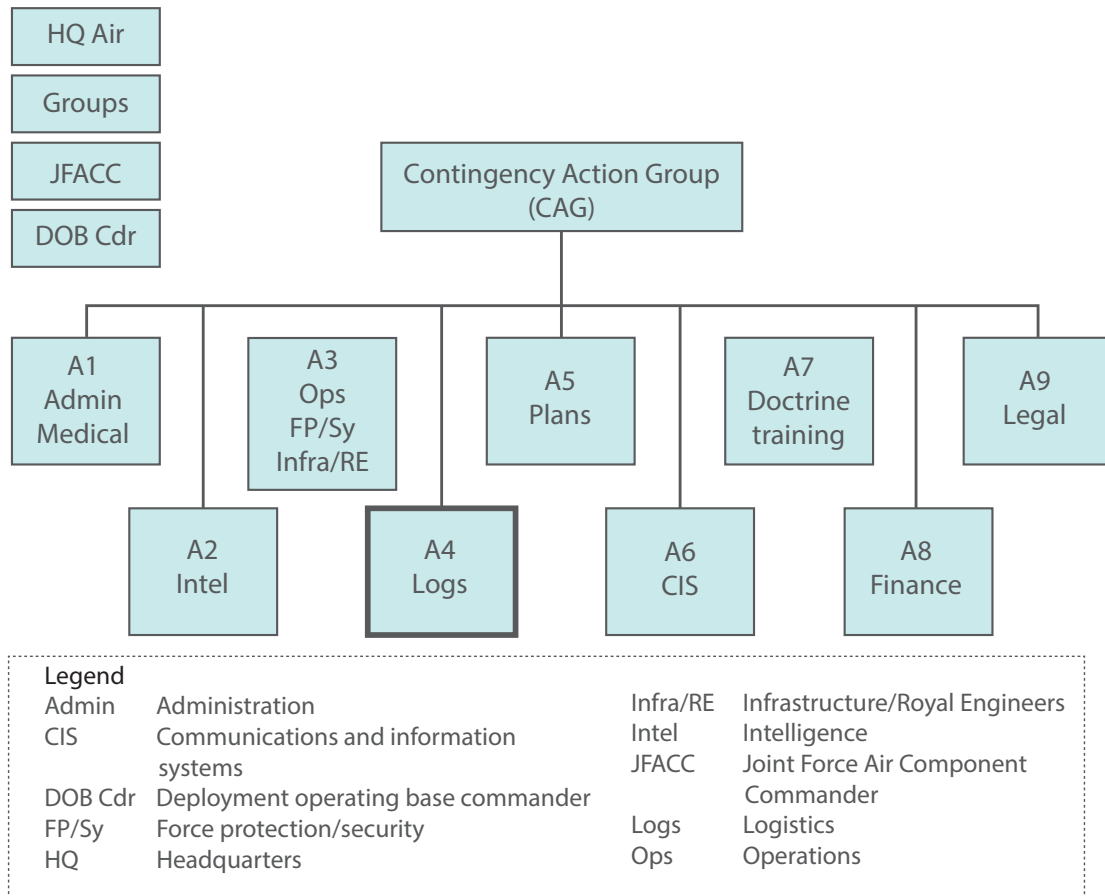 HQ Air
Groups
JFACC
DOB Cdr
Contingency Action Group
(CAG)
A1
Admin
Medical
A3
Ops
FP/Sy
Infra/RE
A5
Plans
A7
Doctrine
training
A9
Legal
A2
Intel
A4
Logs
A6
CIS
A8
Finance
Legend
Admin Administration
CIS Communications and information
systems
DOB Cdr Deployment operating base commander
FP/Sy Force protection/security
HQ Headquarters
Infra/RE Infrastructure/Royal Engineers
Intel Intelligence
JFACC Joint Force Air Component
Commander
Logs Logistics
Ops Operations